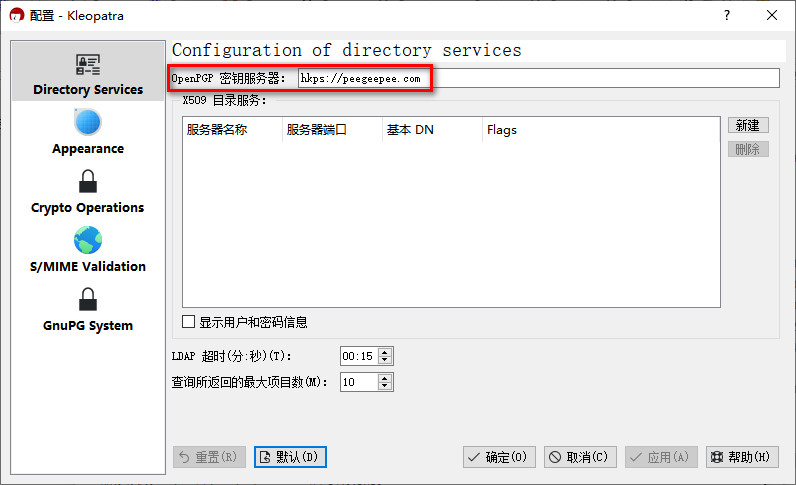 配置 - Kleopatra
Directory Services
Appearance
Crypto Operations
S/MIME Validation
GnuPG System
Configuration of directory services
OpenPGP 密钥服务器: hkps://peegeepee.com
X509 目录服务:
服务器名称 服务器端口 基本 DN Flags
新建
删除
显示用户和密码信息
LDAP 超时(分:秒)(T): 00:15
查询所返回的最大项目数(M): 10
重置(R) 默认(D) 确定(O) 取消(C) 应用(A) 帮助(H)